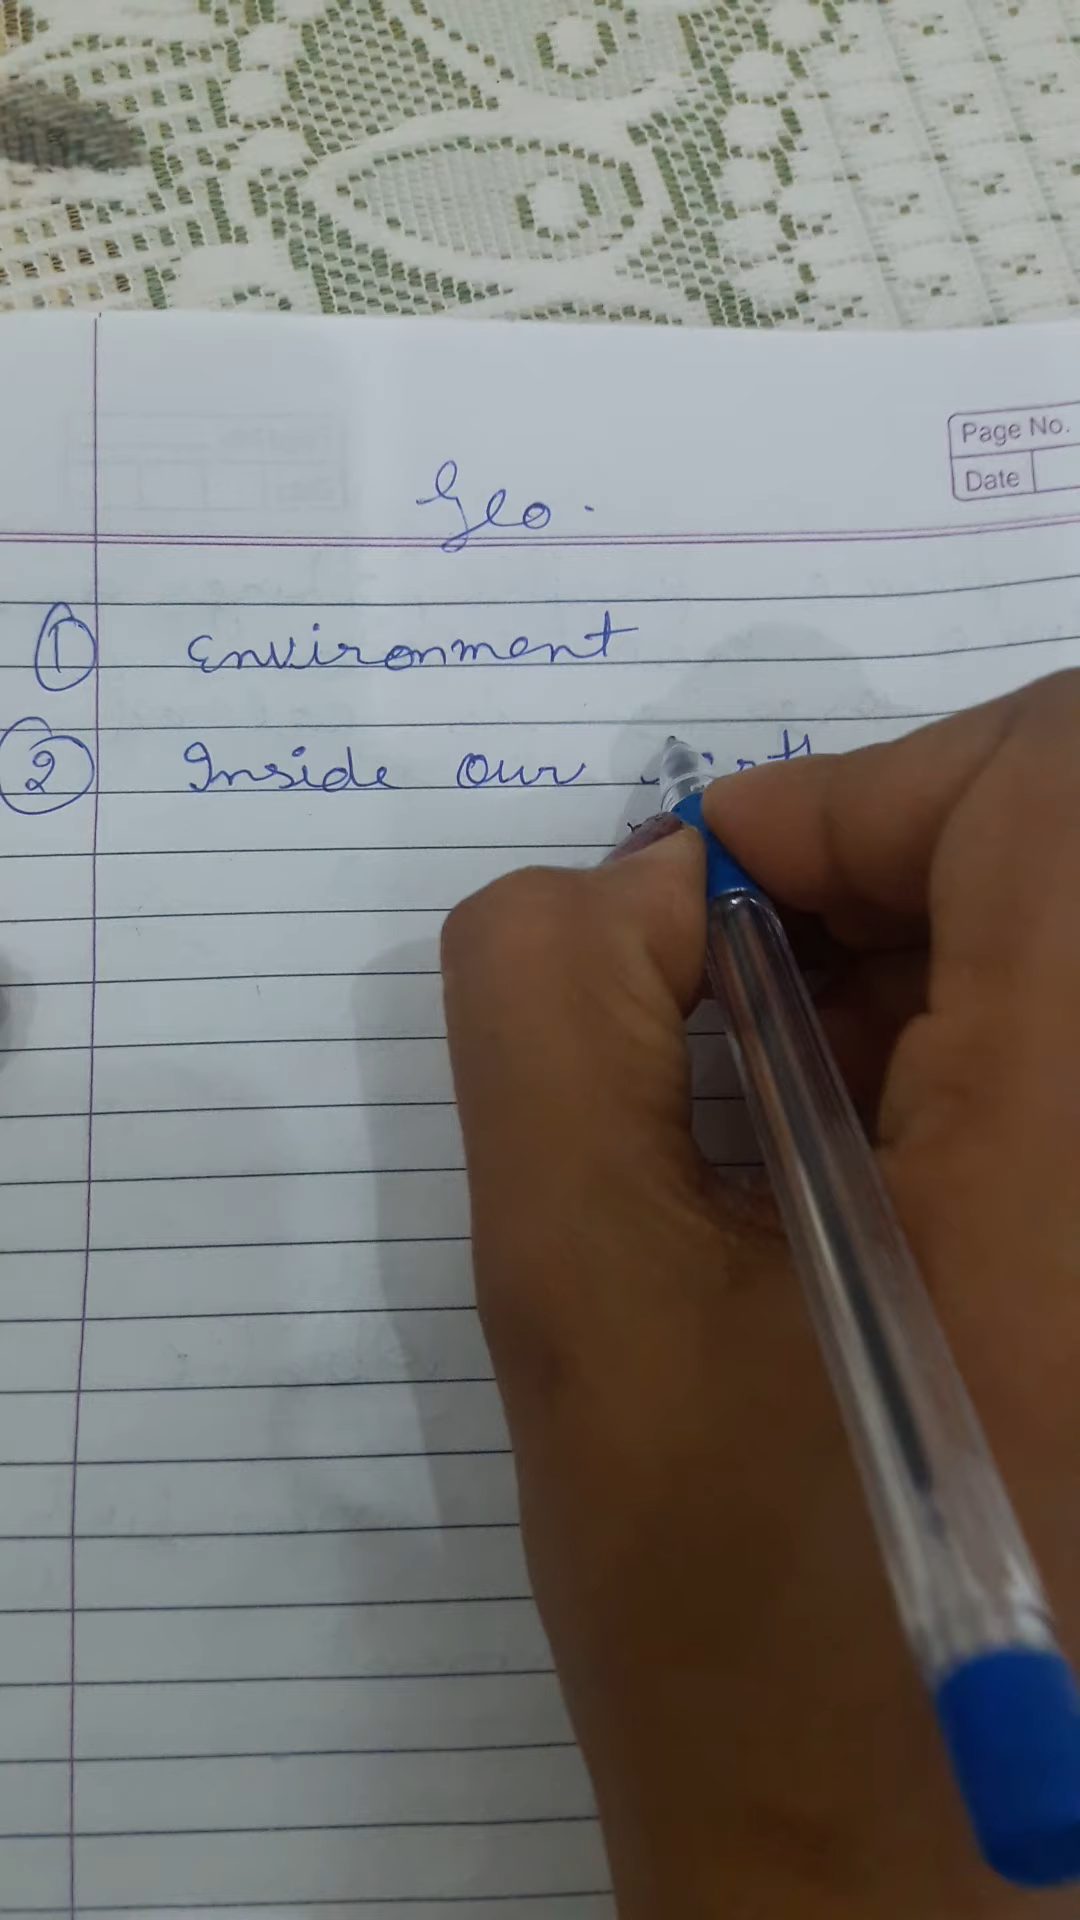 Page No.
Date
Geo.
1 Environment
2 Inside Our